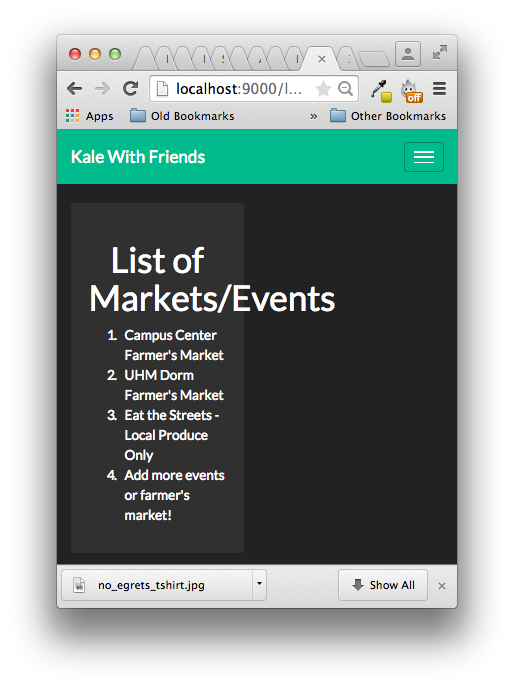 localhost:9000/l...
Apps
Old Bookmarks
»
Other Bookmarks
off
Kale With Friends
List of
Markets/Events
1. Campus Center
Farmer's Market
2. UHM Dorm
Farmer's Market
3. Eat the Streets -
Local Produce
Only
4. Add more events
or farmer's
market!
no_egrets_tshirt.jpg
Show All